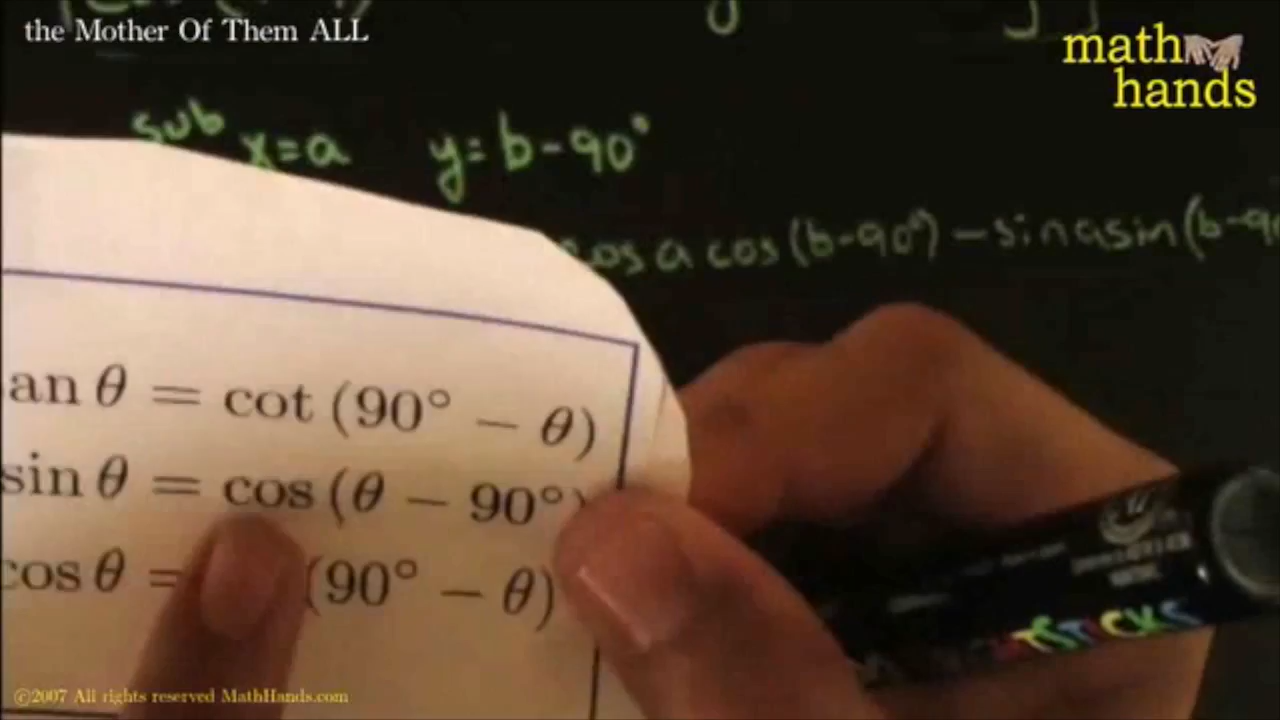 the Mother Of Them ALL
math
hands
sub x=a y=b-90°
cos a cos (b-90°) - sin a sin (b-90
an θ = cot (90° − θ)
sin θ = cos (θ − 90°)
cos θ = (90° − θ)
©2007 All rights reserved MathHands.com